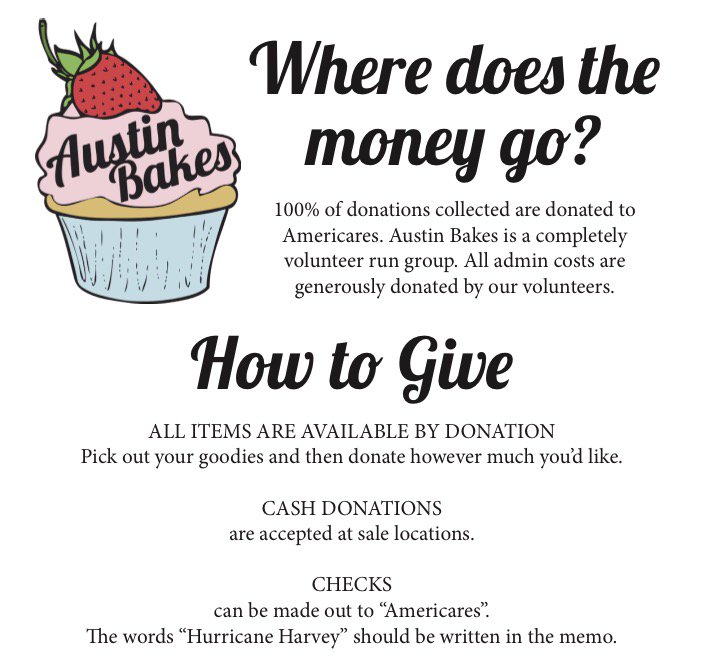 Austin
Bakes
Where does the
money go?
100% of donations collected are donated to
Americares. Austin Bakes is a completely
volunteer run group. All admin costs are
generously donated by our volunteers.
How to Give
ALL ITEMS ARE AVAILABLE BY DONATION
Pick out your goodies and then donate however much you’d like.
CASH DONATIONS
are accepted at sale locations.
CHECKS
can be made out to “Americares”.
The words “Hurricane Harvey” should be written in the memo.